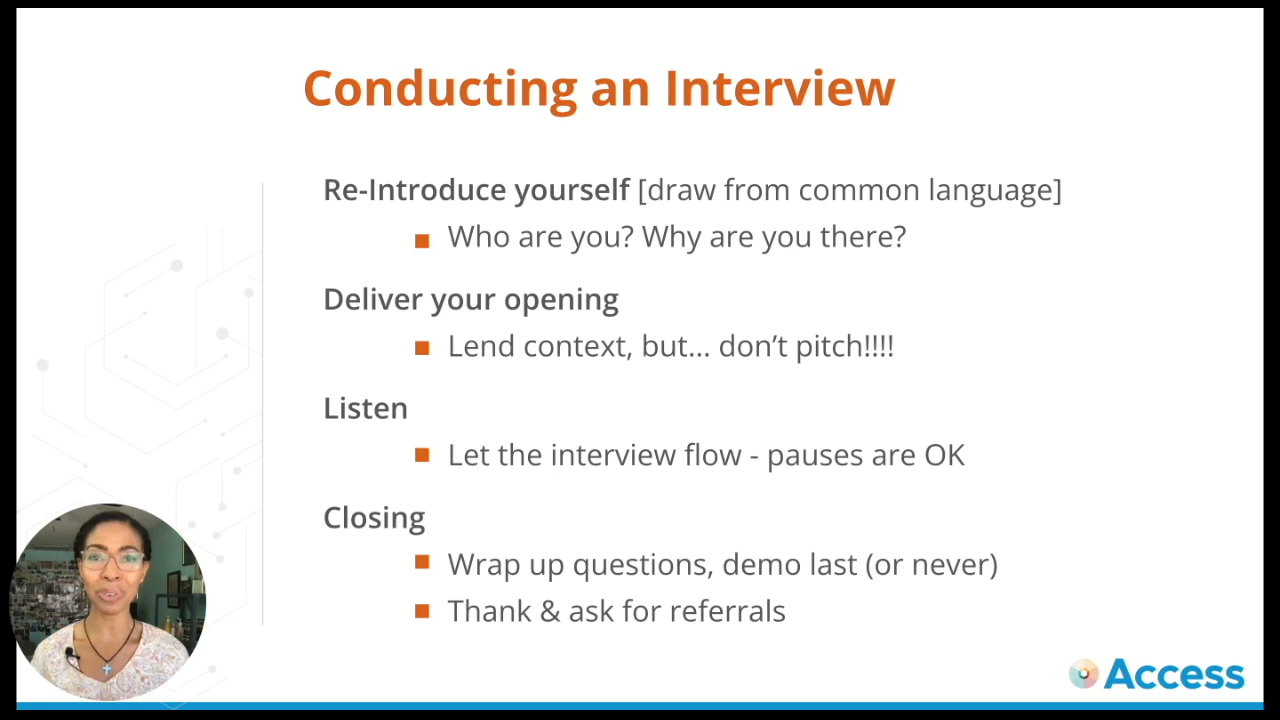 Conducting an Interview
Re-Introduce yourself [draw from common language]
Who are you? Why are you there?
Deliver your opening
Lend context, but... don't pitch!!!!
Listen
Let the interview flow - pauses are OK
Closing
Wrap up questions, demo last (or never)
Thank & ask for referrals
Access